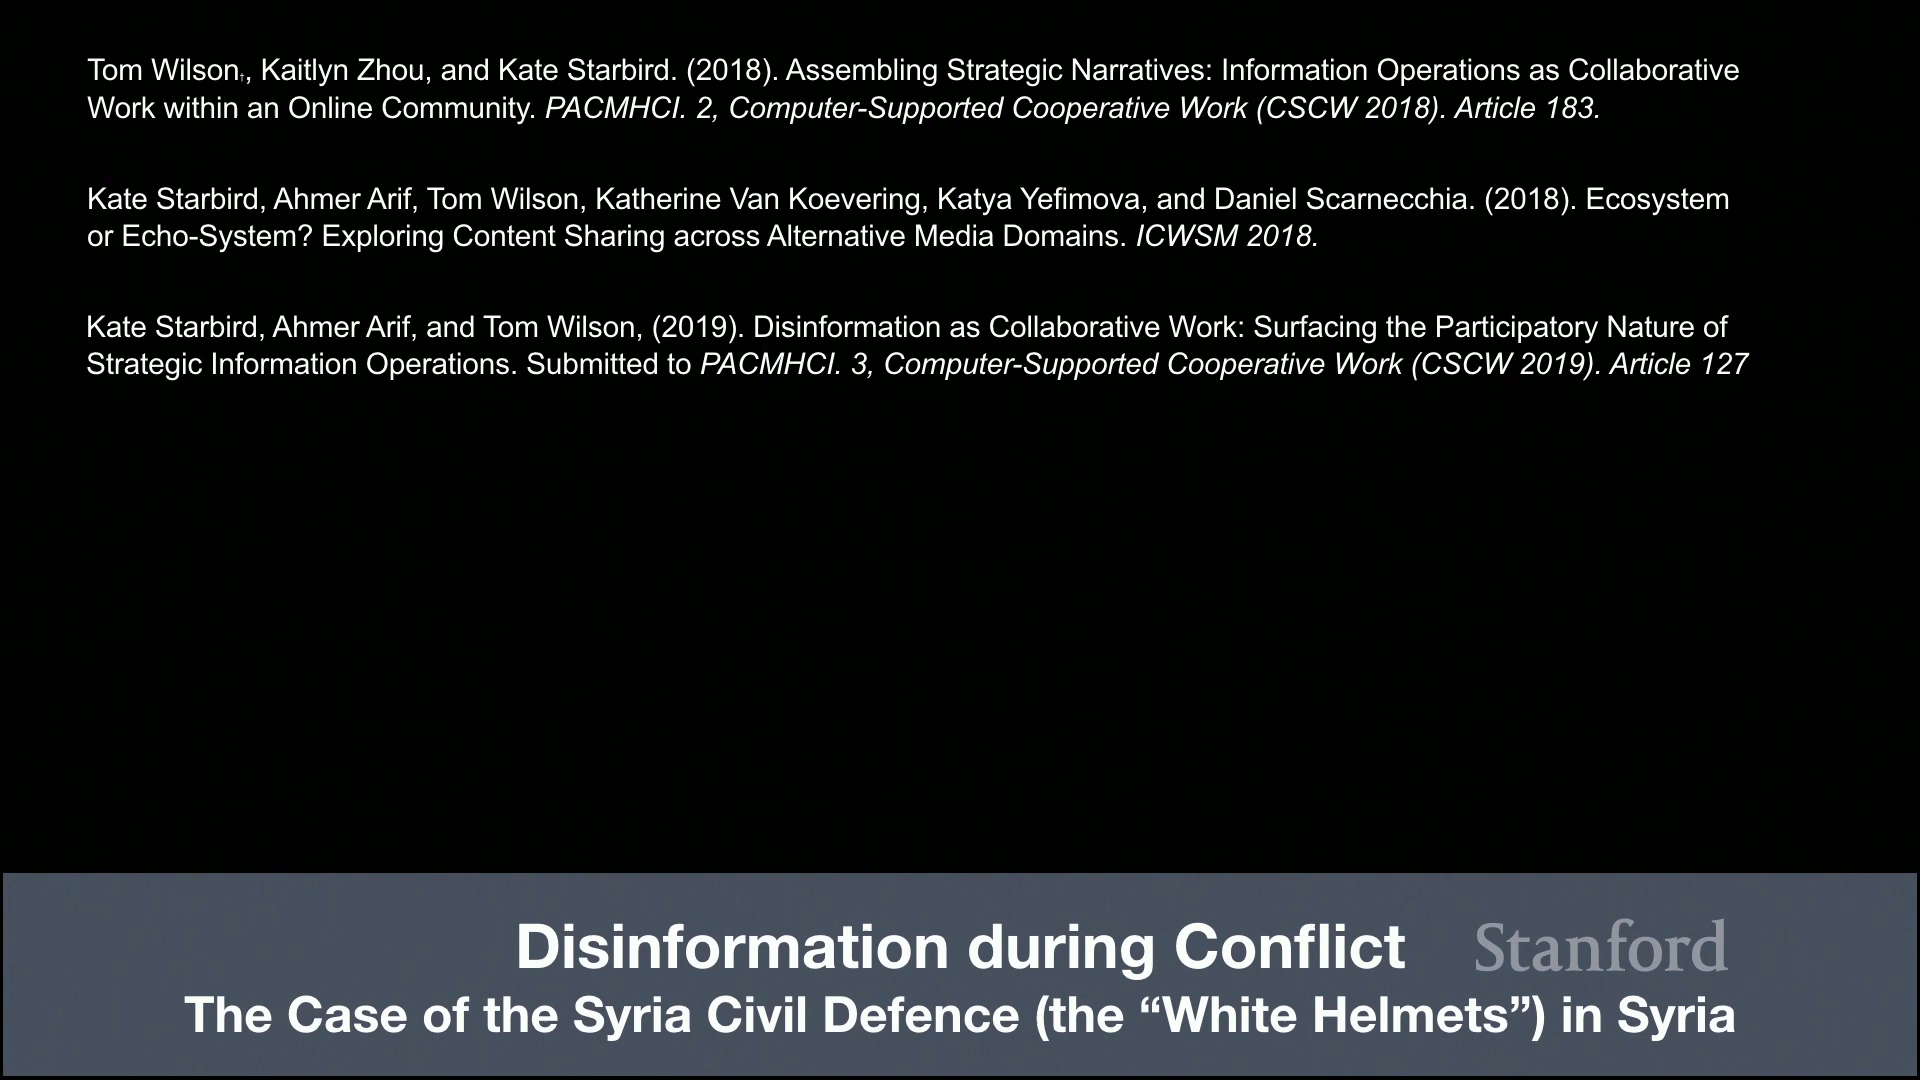 Tom Wilson†, Kaitlyn Zhou, and Kate Starbird. (2018). Assembling Strategic Narratives: Information Operations as Collaborative
Work within an Online Community. PACMHCI. 2, Computer-Supported Cooperative Work (CSCW 2018). Article 183.
Kate Starbird, Ahmer Arif, Tom Wilson, Katherine Van Koevering, Katya Yefimova, and Daniel Scarnecchia. (2018). Ecosystem
or Echo-System? Exploring Content Sharing across Alternative Media Domains. ICWSM 2018.
Kate Starbird, Ahmer Arif, and Tom Wilson, (2019). Disinformation as Collaborative Work: Surfacing the Participatory Nature of
Strategic Information Operations. Submitted to PACMHCI. 3, Computer-Supported Cooperative Work (CSCW 2019). Article 127
Disinformation during Conflict
Stanford
The Case of the Syria Civil Defence (the “White Helmets”) in Syria